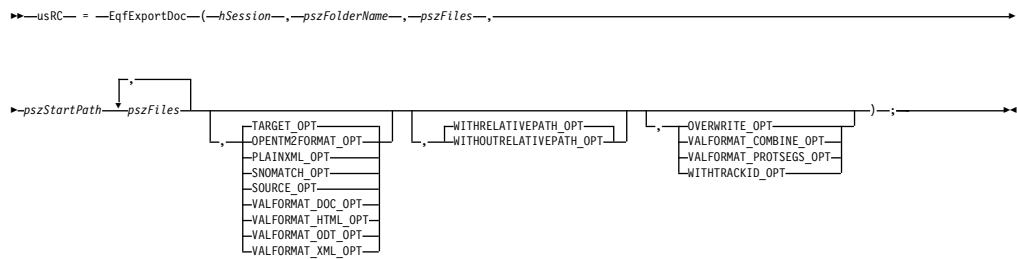 usRC = EqfExportDoc (hSession,pszFolderName,pszFiles,
,
pszStartPath pszFiles ) ;
, TARGET_OPT
OPENTM2FORMAT_OPT
PLAINXML_OPT
SNOMATCH_OPT
SOURCE_OPT
VALFORMAT_DOC_OPT
VALFORMAT_HTML_OPT
VALFORMAT_ODT_OPT
VALFORMAT_XML_OPT
, WITHRELATIVEPATH_OPT
WITHOUTRELATIVEPATH_OPT
, OVERWRITE_OPT
VALFORMAT_COMBINE_OPT
VALFORMAT_PROTSEGS_OPT
WITHTRACKID_OPT